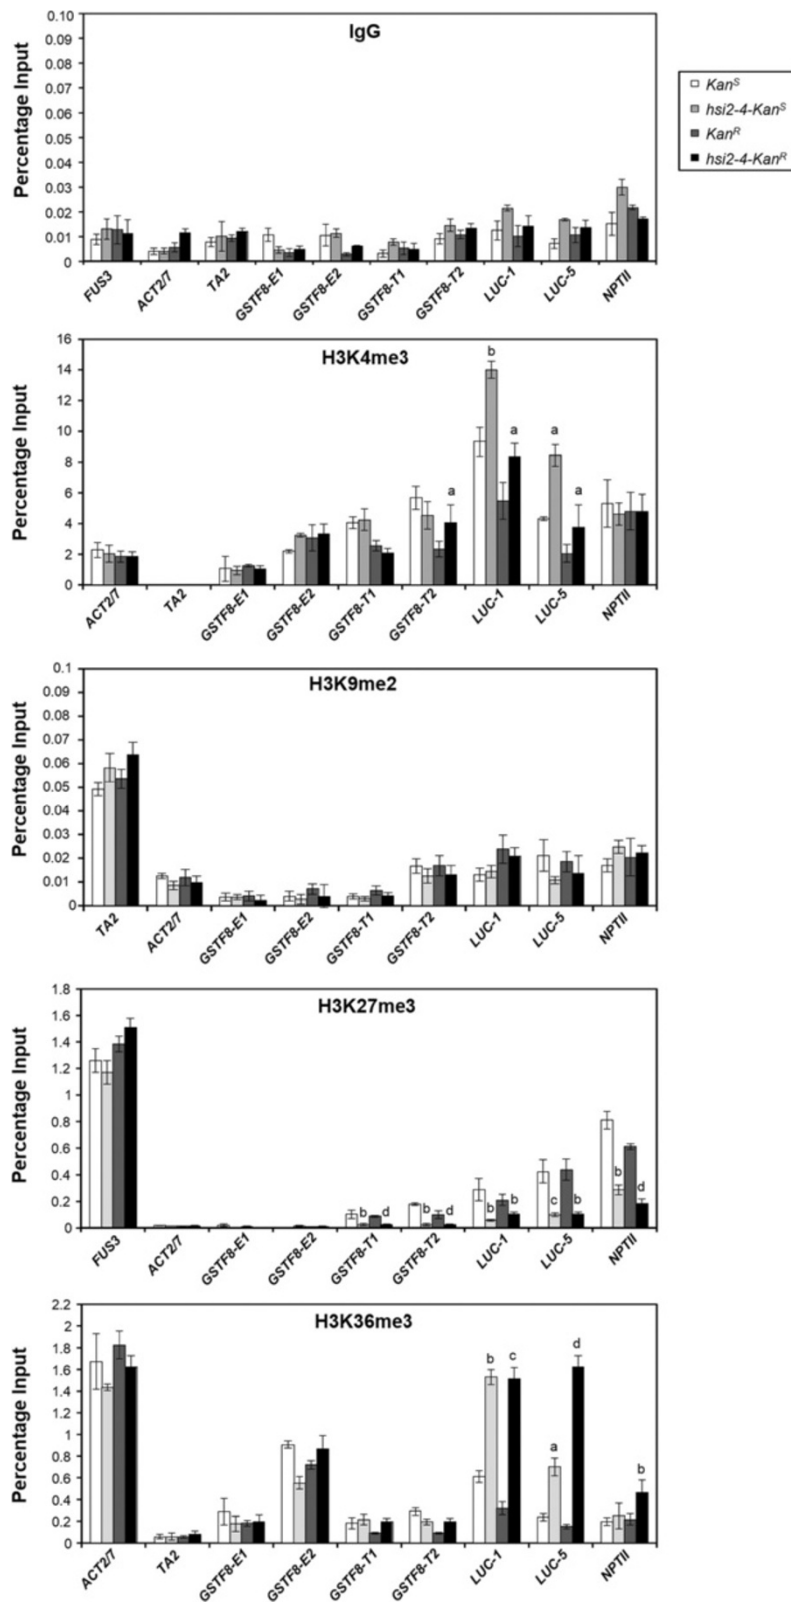 IgG
Percentage Input
0.10
0.09
0.08
0.07
0.06
0.05
0.04
0.03
0.02
0.01
0
FUS3 ACT2/7 TA2 GSTF8-E1 GSTF8-E2 GSTF8-T1 GSTF8-T2 LUC-1 LUC-5 NPTII
Kan^S
hsi2-4-Kan^S
Kan^R
hsi2-4-Kan^R
H3K4me3
Percentage Input
16
14
12
10
8
6
4
2
0
a b a a a
ACT2/7 TA2 GSTF8-E1 GSTF8-E2 GSTF8-T1 GSTF8-T2 LUC-1 LUC-5 NPTII
H3K9me2
Percentage Input
0.1
0.09
0.08
0.07
0.06
0.05
0.04
0.03
0.02
0.01
0
TA2 ACT2/7 GSTF8-E1 GSTF8-E2 GSTF8-T1 GSTF8-T2 LUC-1 LUC-5 NPTII
H3K27me3
Percentage Input
1.8
1.6
1.4
1.2
1
0.8
0.6
0.4
0.2
0
b d b d b b c b b d
FUS3 ACT2/7 GSTF8-E1 GSTF8-E2 GSTF8-T1 GSTF8-T2 LUC-1 LUC-5 NPTII
H3K36me3
Percentage Input
2.2
2
1.8
1.6
1.4
1.2
1
0.8
0.6
0.4
0.2
0
b c a d b
ACT2/7 TA2 GSTF8-E1 GSTF8-E2 GSTF8-T1 GSTF8-T2 LUC-1 LUC-5 NPTII